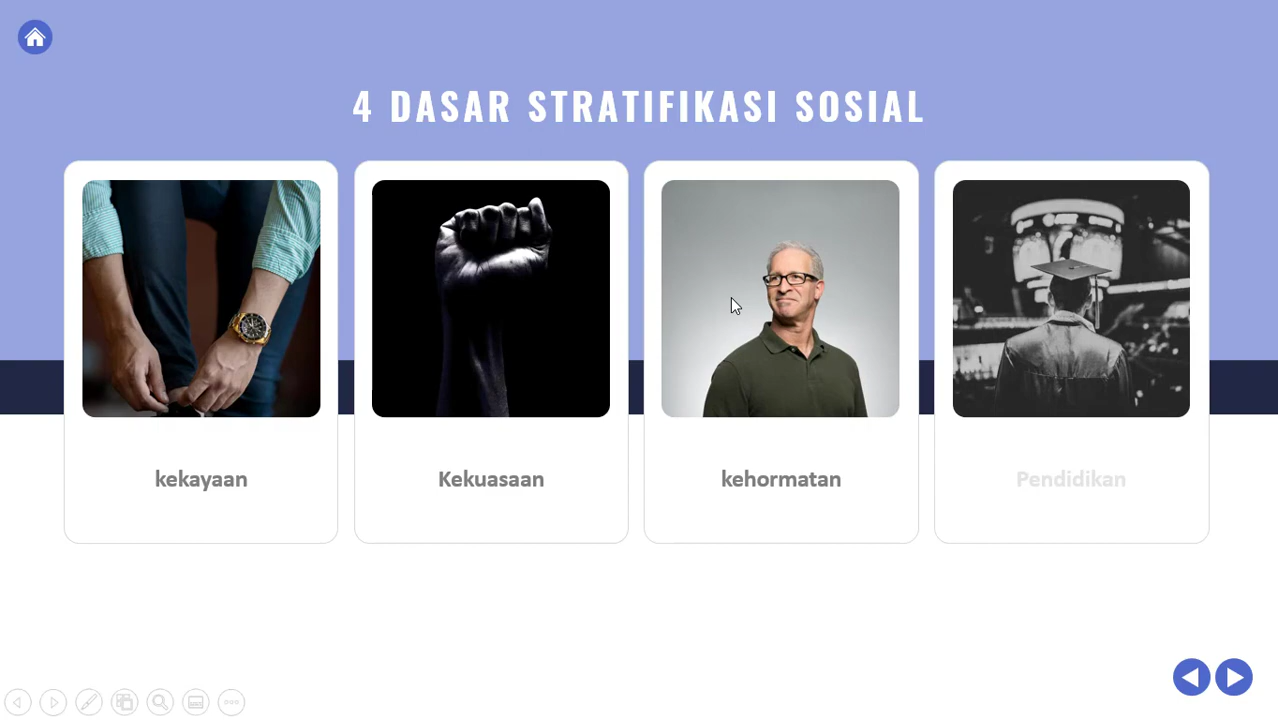 4 DASAR STRATIFIKASI SOSIAL
kekayaan
Kekuasaan
kehormatan
Pendidikan